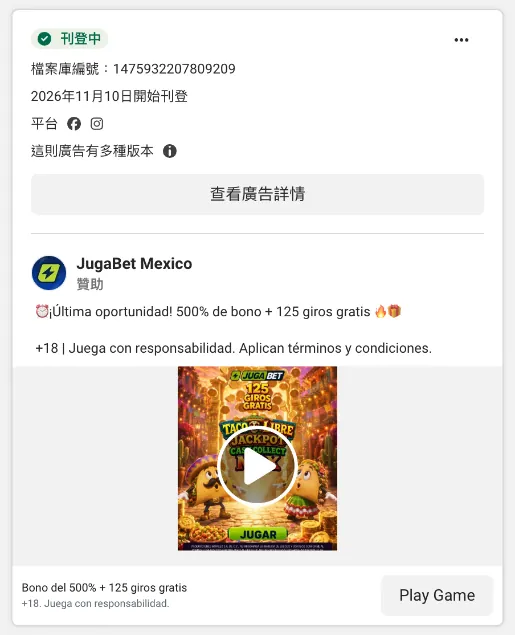 刊登中
檔案庫編號：1475932207809209
2026年11月10日開始刊登
平台
這則廣告有多種版本
查看廣告詳情
JugaBet Mexico
贊助
⏰¡Última oportunidad! 500% de bono + 125 giros gratis 🔥🎁
+18 | Juega con responsabilidad. Aplican términos y condiciones.
JUGABET
125
GIROS
GRATIS
TACO LIBRE
JACKPOT
JUGAR
Bono del 500% + 125 giros gratis
+18. Juega con responsabilidad.
Play Game